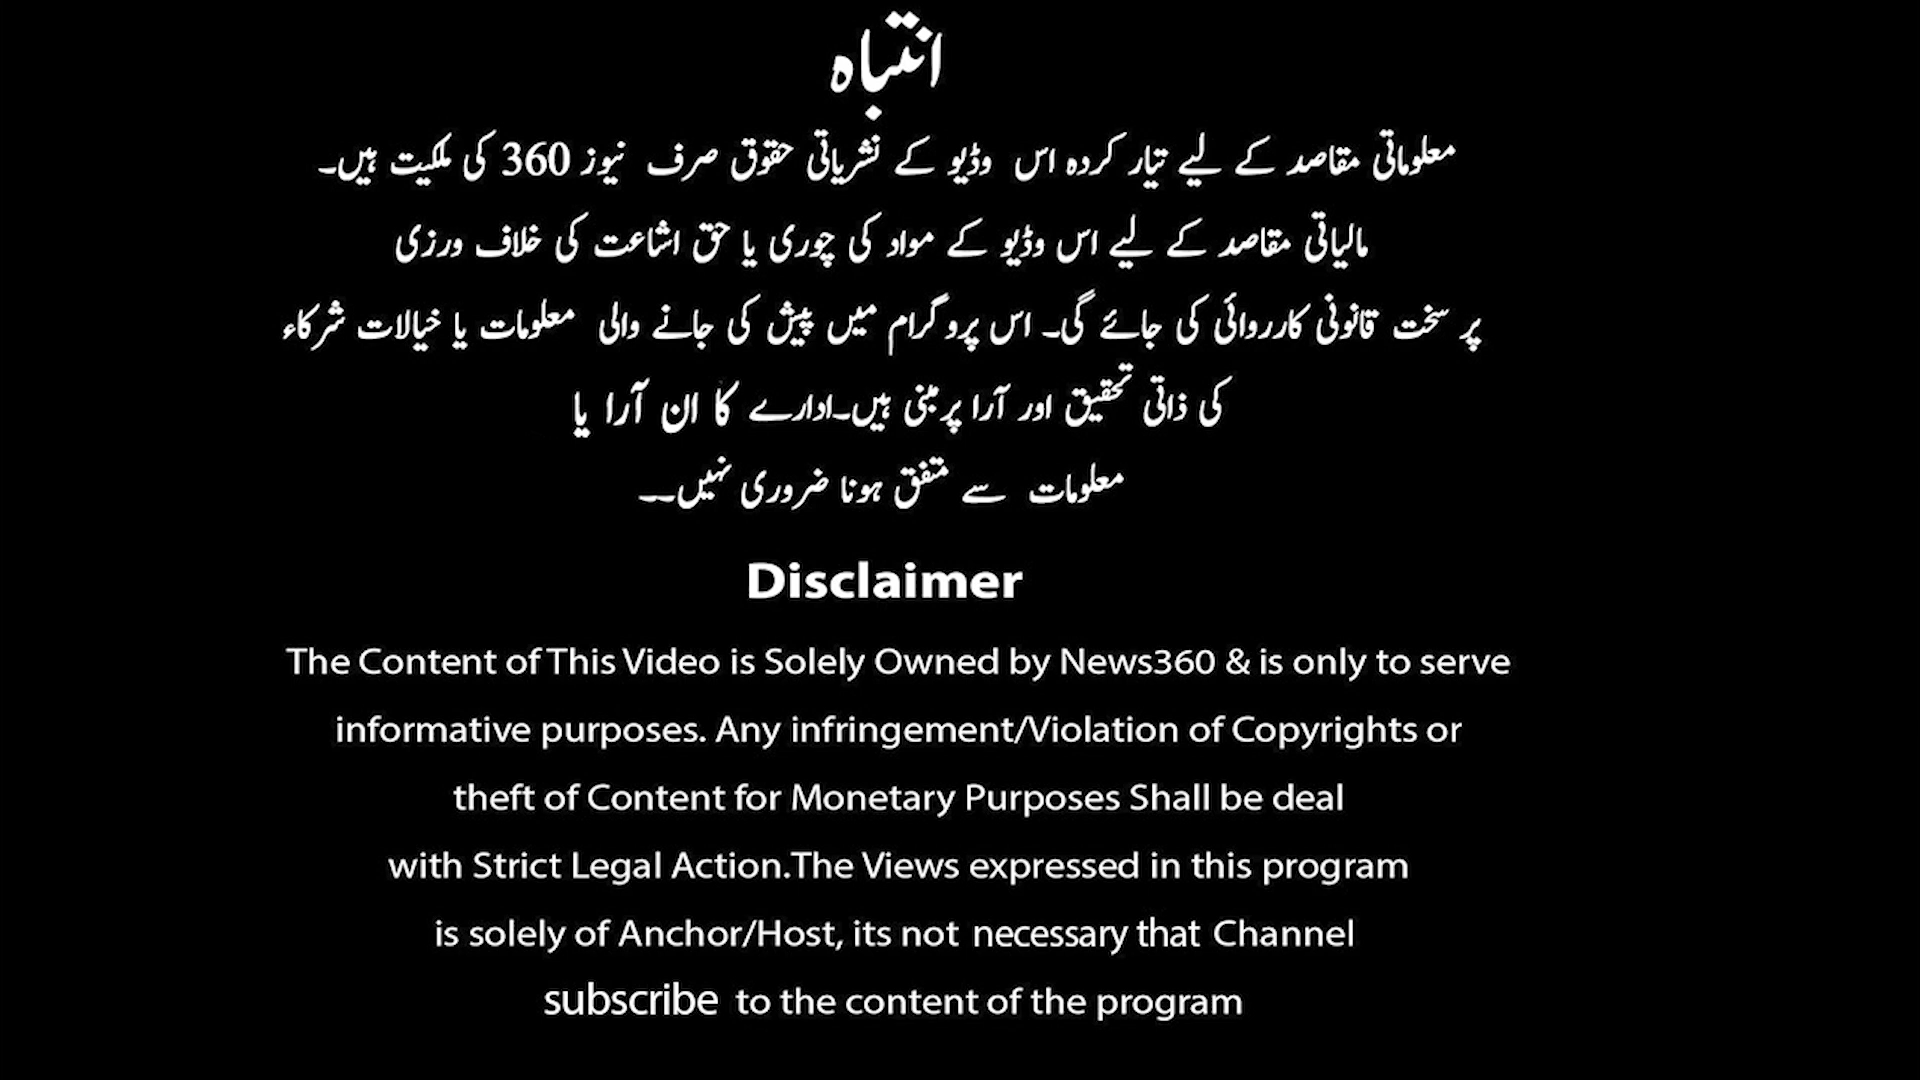 انتباہ
معلوماتی مقاصد کے لیے تیار کردہ اس وڈیو کے نشریاتی حقوق صرف نیوز 360 کی ملکیت ہیں۔
مالیاتی مقاصد کے لیے اس وڈیو کے مواد کی چوری یا حق اشاعت کی خلاف ورزی
پر سخت قانونی کارروائی کی جائے گی۔ اس پروگرام میں پیش کی جانے والی معلومات یا خیالات شرکاء
کی ذاتی تحقیق اور آرا پر مبنی ہیں۔ادارے کا ان آرا یا
معلومات سے متفق ہونا ضروری نہیں۔۔
Disclaimer
The Content of This Video is Solely Owned by News360 & is only to serve
informative purposes. Any infringement/Violation of Copyrights or
theft of Content for Monetary Purposes Shall be deal
with Strict Legal Action.The Views expressed in this program
is solely of Anchor/Host, its not necessary that Channel
subscribe to the content of the program